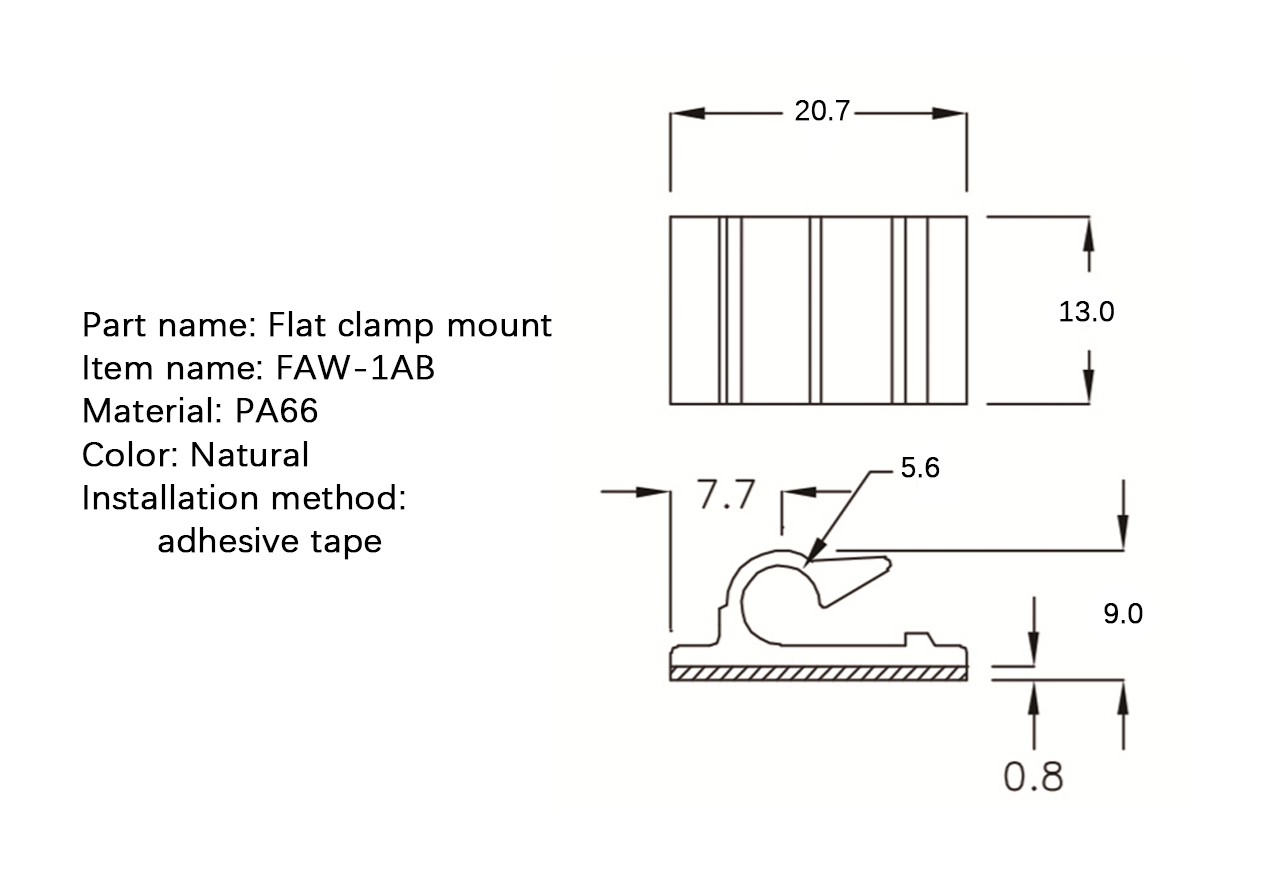 20.7
13.0
Part name: Flat clamp mount
Item name: FAW-1AB
Material: PA66
Color: Natural
Installation method:
adhesive tape
5.6
7.7
9.0
0.8